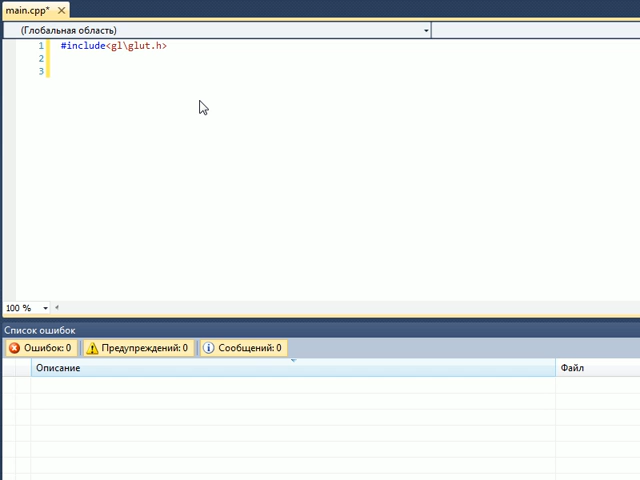 main.cpp*
(Глобальная область)
1 #include<gl\glut.h>
2
3
100 %
Список ошибок
Ошибок: 0 Предупреждений: 0 Сообщений: 0
Описание Файл